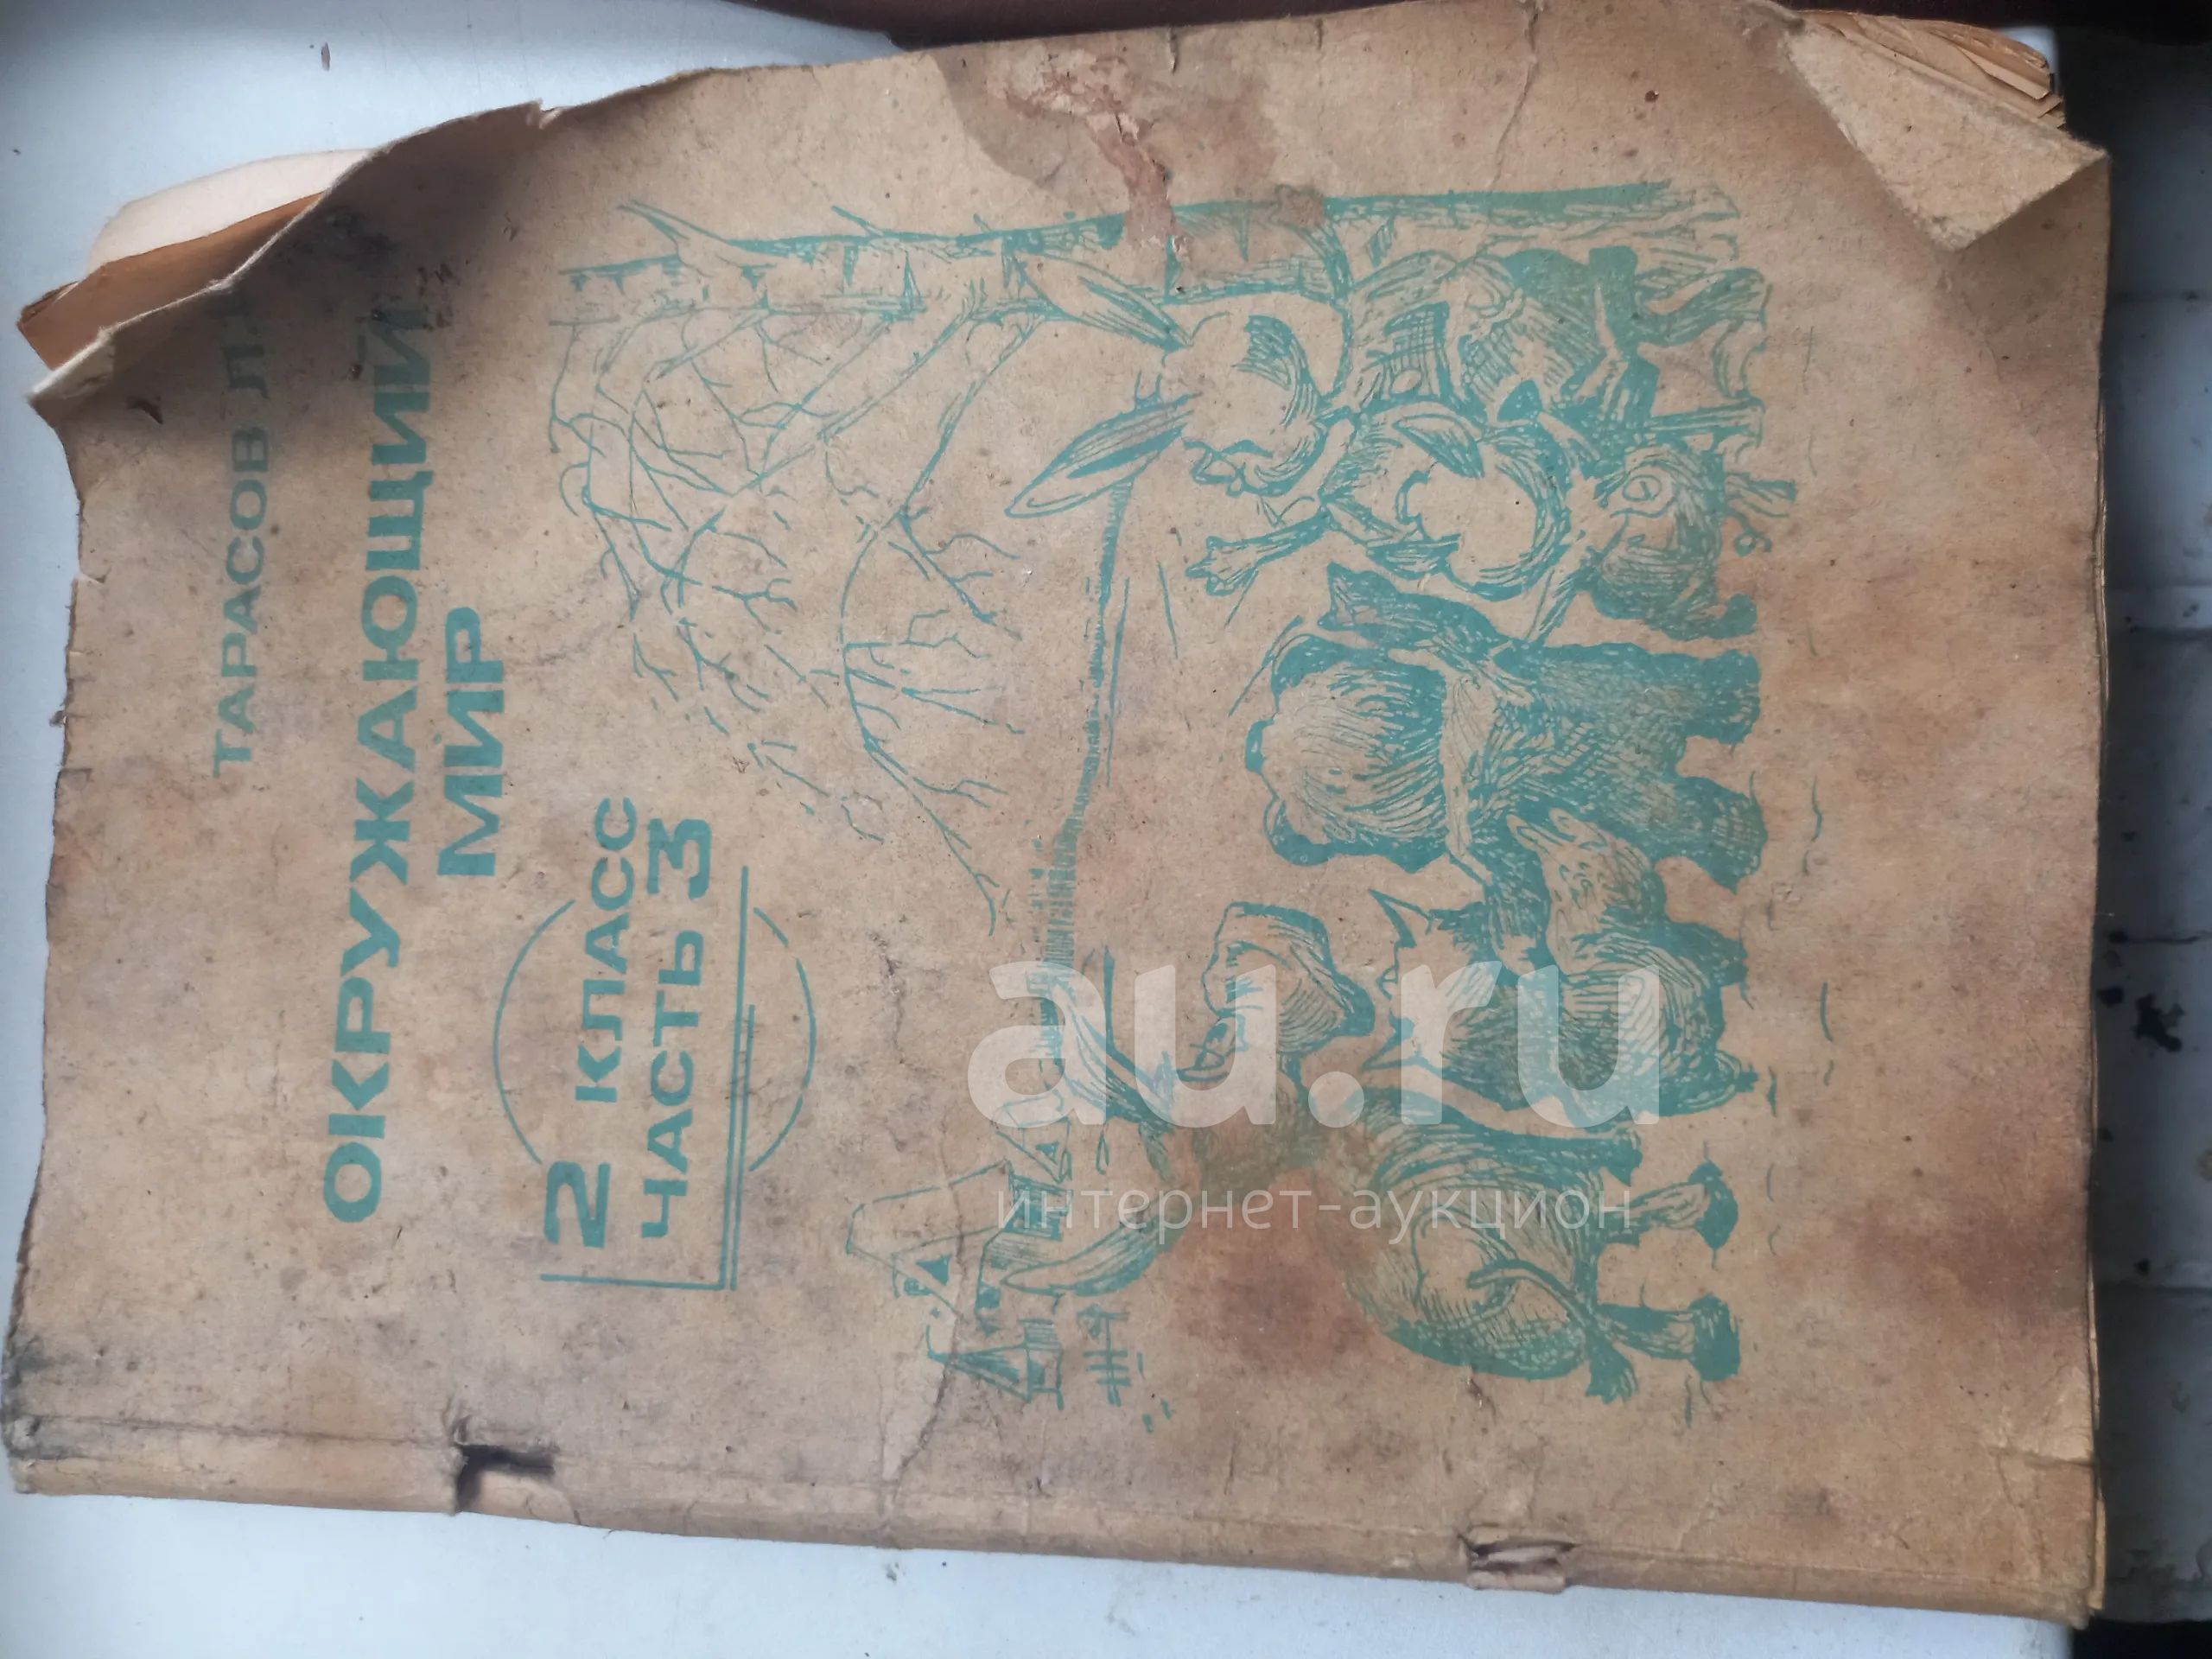 ТАРАСОВ Л.
ОКРУЖАЮЩИЙ
МИР
2 КЛАСС
ЧАСТЬ 3
au.ru
интернет-аукцион